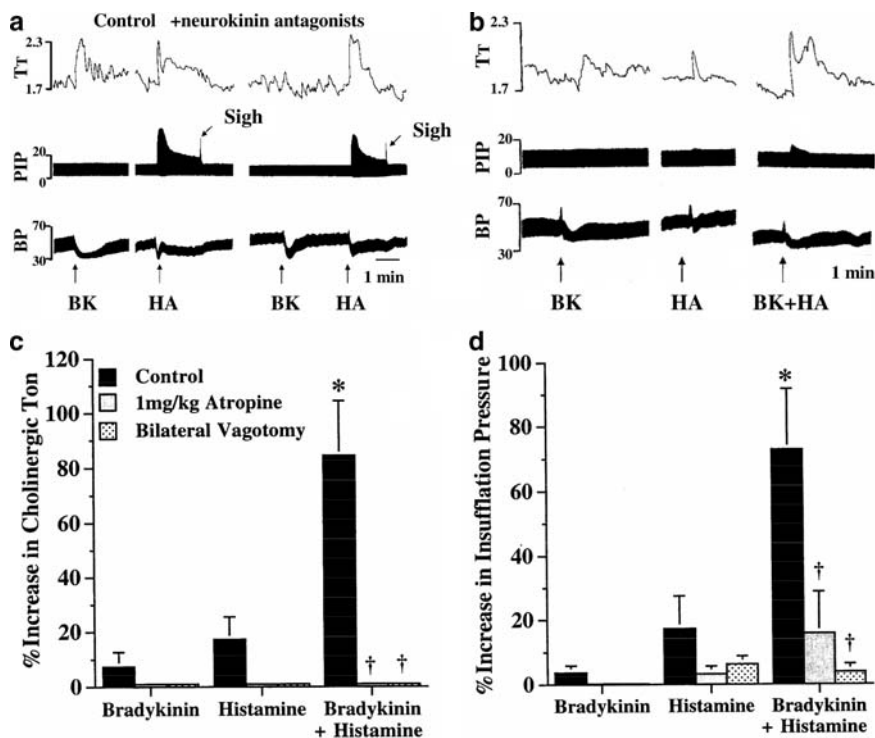 a
Control +neurokinin antagonists
TT
2.3
1.7
Sigh
Sigh
PIP
20
0
BP
70
30
1 min
BK HA BK HA
b
TT
2.3
1.7
PIP
20
0
BP
70
30
1 min
BK HA BK+HA
c
% Increase in Cholinergic Ton
120
100
80
60
40
20
0
Control
1mg/kg Atropine
Bilateral Vagotomy
*
† †
Bradykinin Histamine Bradykinin
+ Histamine
d
% Increase in Insufflation Pressure
100
80
60
40
20
0
*
†
†
Bradykinin Histamine Bradykinin
+ Histamine